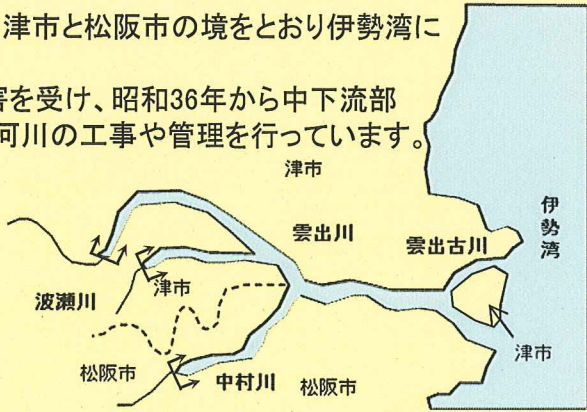 津市と松阪市の境をとおり伊勢湾に
害を受け、昭和36年から中下流部
河川の工事や管理を行っています。
津市
伊勢湾
雲出川
雲出古川
波瀬川
津市
津市
松阪市
中村川
松阪市